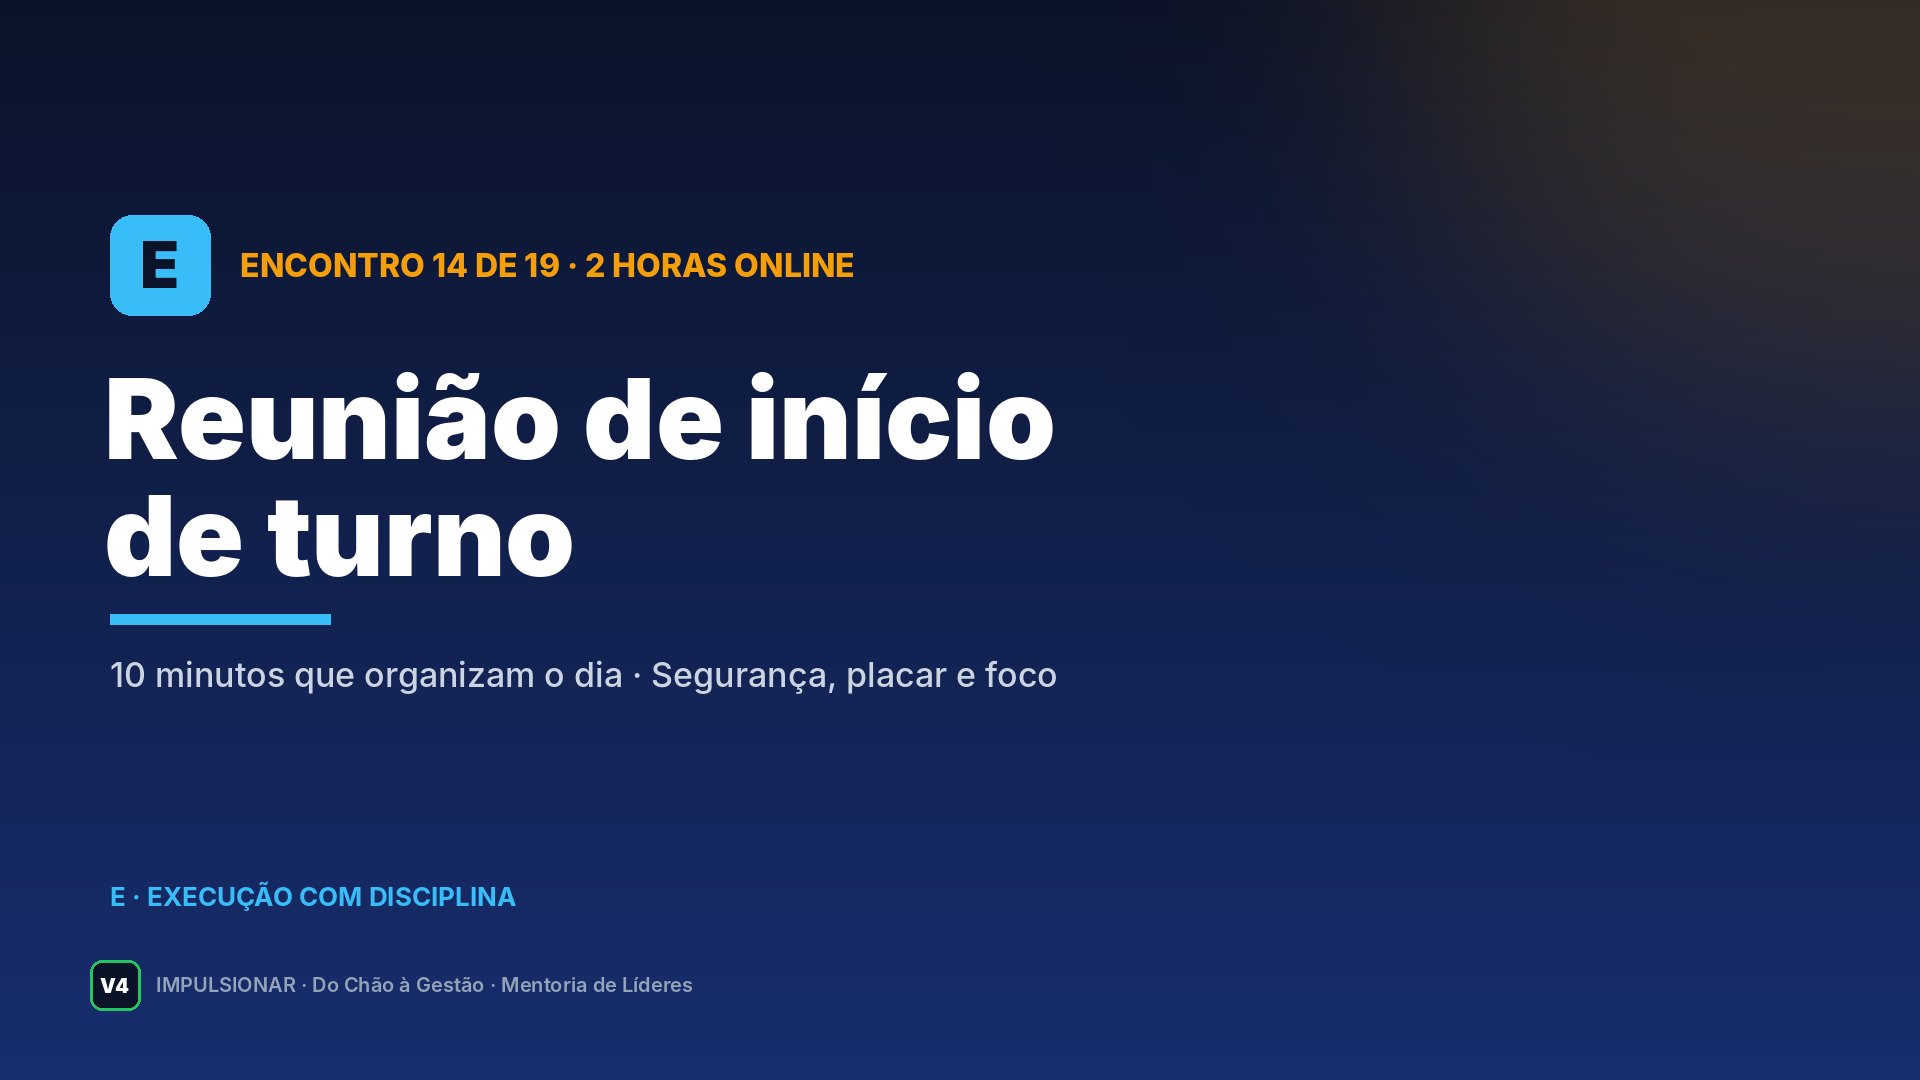 E
ENCONTRO 14 DE 19 · 2 HORAS ONLINE
Reunião de início
de turno
10 minutos que organizam o dia · Segurança, placar e foco
E · EXECUÇÃO COM DISCIPLINA
V4
IMPULSIONAR · Do Chão à Gestão · Mentoria de Líderes